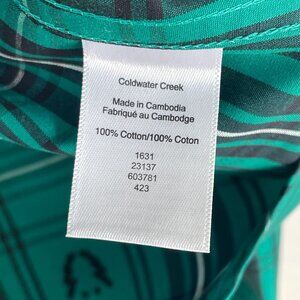 Coldwater Creek
Made in Cambodia
Fabriqué au Cambodge
100% Cotton/100% Coton
1631
23137
603781
423